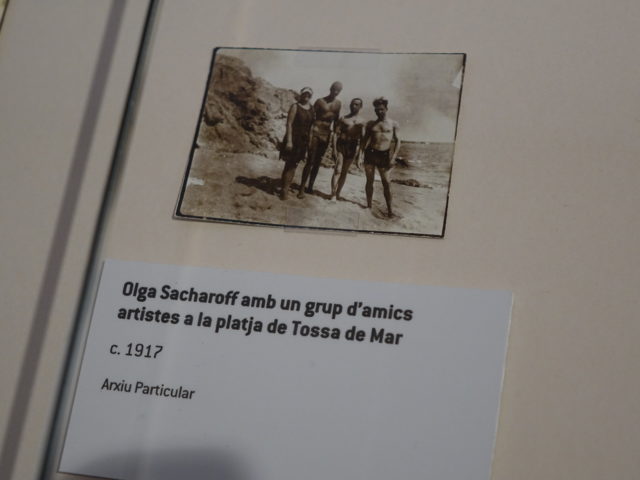 Olga Sacharoff amb un grup d'amics
artistes a la platja de Tossa de Mar
c. 1917
Arxiu Particular